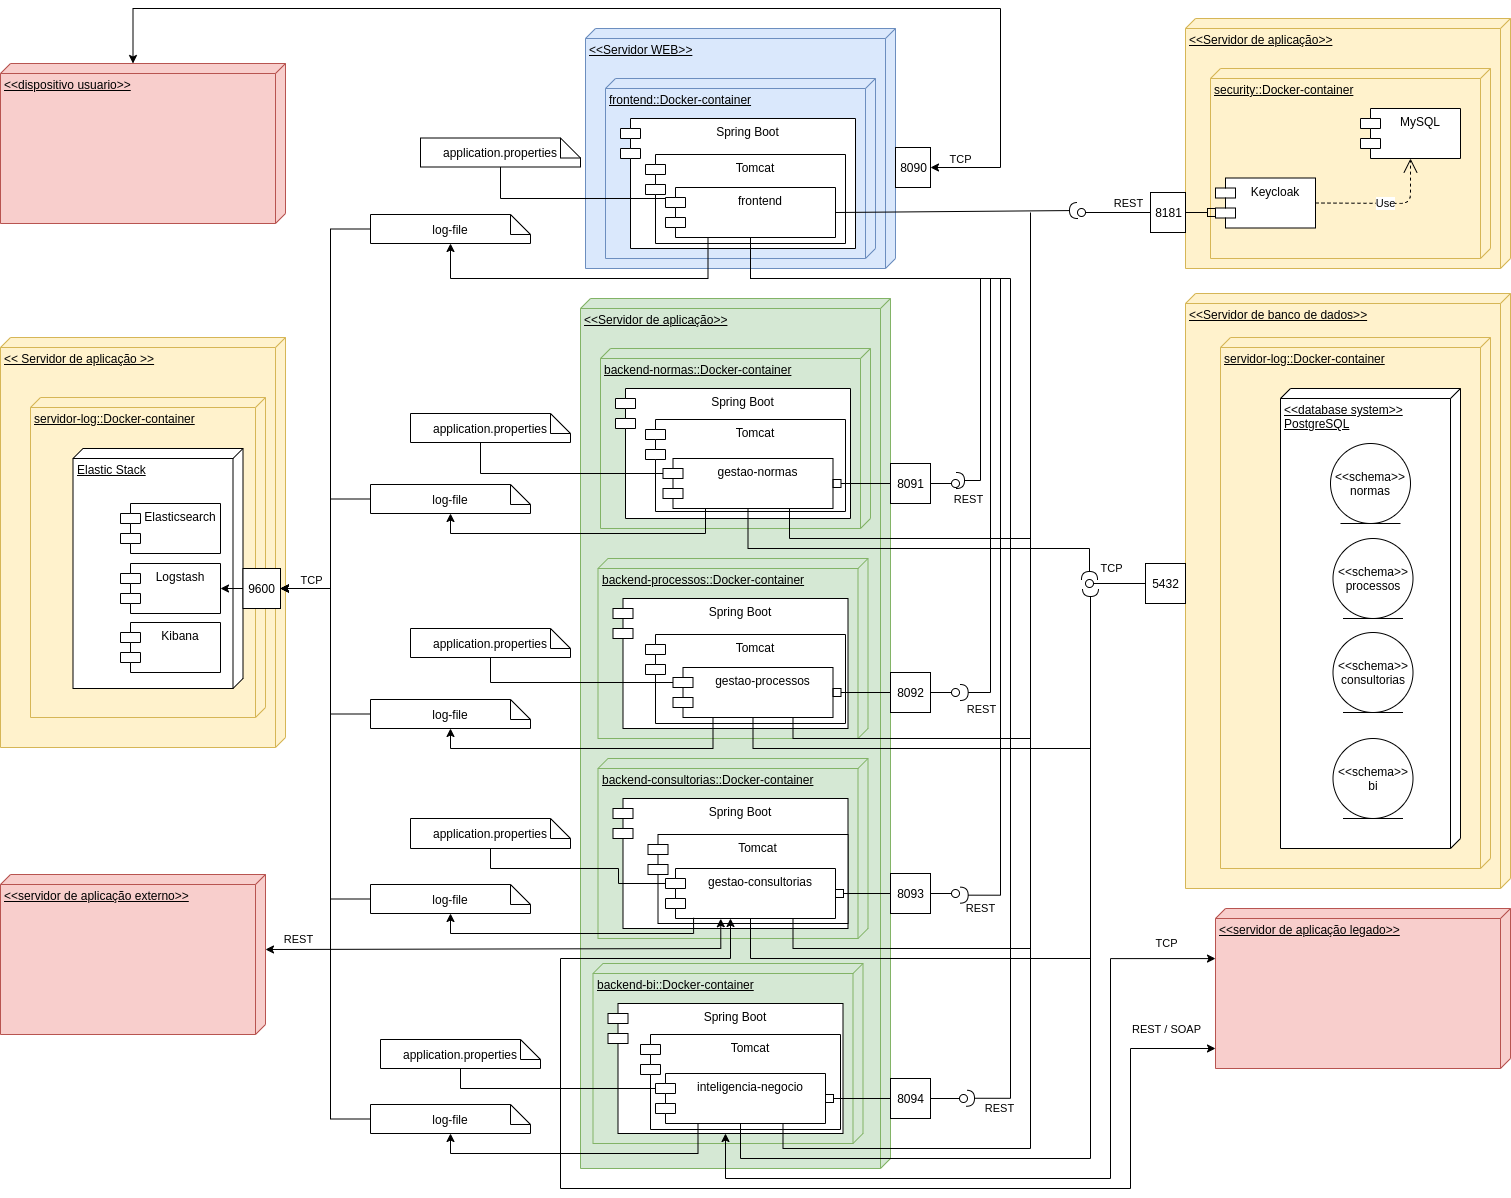 <<dispositivo usuario>>
<<Servidor WEB>>
frontend::Docker-container
Spring Boot
Tomcat
frontend
application.properties
log-file
8090
TCP
<<Servidor de aplicação>>
security::Docker-container
MySQL
Keycloak
Use
8181
REST
<< Servidor de aplicação >>
servidor-log::Docker-container
Elastic Stack
Elasticsearch
Logstash
Kibana
9600
TCP
<<Servidor de aplicação>>
backend-normas::Docker-container
Spring Boot
Tomcat
gestao-normas
application.properties
log-file
8091
REST
backend-processos::Docker-container
Spring Boot
Tomcat
gestao-processos
application.properties
log-file
8092
REST
backend-consultorias::Docker-container
Spring Boot
Tomcat
gestao-consultorias
application.properties
log-file
8093
REST
backend-bi::Docker-container
Spring Boot
Tomcat
inteligencia-negocio
application.properties
log-file
8094
REST
<<Servidor de banco de dados>>
servidor-log::Docker-container
<<database system>>
PostgreSQL
<<schema>>
normas
<<schema>>
processos
<<schema>>
consultorias
<<schema>>
bi
5432
TCP
<<servidor de aplicação externo>>
REST
<<servidor de aplicação legado>>
TCP
REST / SOAP